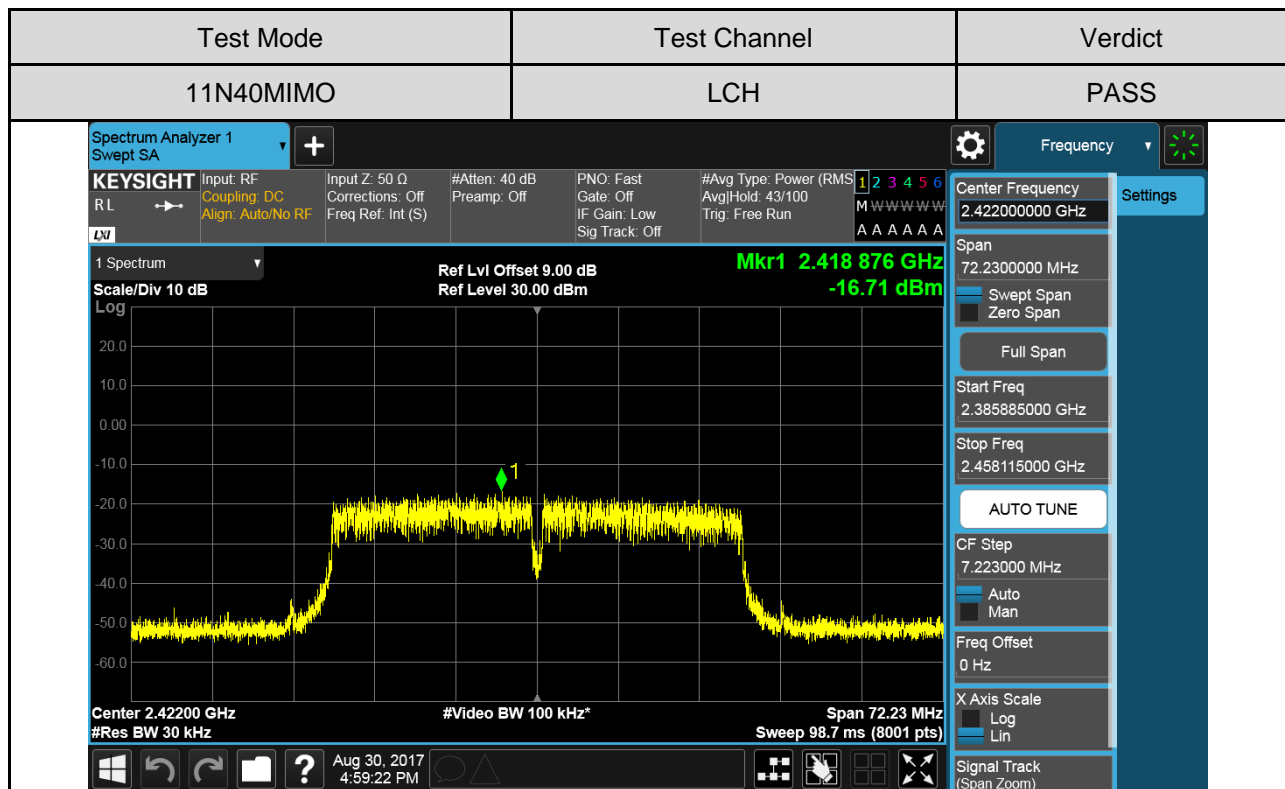 Test Mode Test Channel Verdict
11N40MIMO LCH PASS
Spectrum Analyzer 1
Swept SA
+
Frequency
KEYSIGHT
RL
LXI
Input: RF
Coupling: DC
Align: Auto/No RF
Input Z: 50 Ω
Corrections: Off
Freq Ref: Int (S)
#Atten: 40 dB
Preamp: Off
PNO: Fast
Gate: Off
IF Gain: Low
Sig Track: Off
#Avg Type: Power (RMS
Avg|Hold: 43/100
Trig: Free Run
1 2 3 4 5 6
M W W W W W
A A A A A A
1 Spectrum
Scale/Div 10 dB
Ref Lvl Offset 9.00 dB
Ref Level 30.00 dBm
Mkr1 2.418 876 GHz
-16.71 dBm
Log
20.0
10.0
0.00
-10.0
-20.0
-30.0
-40.0
-50.0
-60.0
1
Center 2.42200 GHz
#Res BW 30 kHz
#Video BW 100 kHz*
Span 72.23 MHz
Sweep 98.7 ms (8001 pts)
?
Aug 30, 2017
4:59:22 PM
Center Frequency
2.422000000 GHz
Span
72.2300000 MHz
Swept Span
Zero Span
Full Span
Start Freq
2.385885000 GHz
Stop Freq
2.458115000 GHz
AUTO TUNE
CF Step
7.223000 MHz
Auto
Man
Freq Offset
0 Hz
X Axis Scale
Log
Lin
Signal Track
(Span Zoom)
Settings